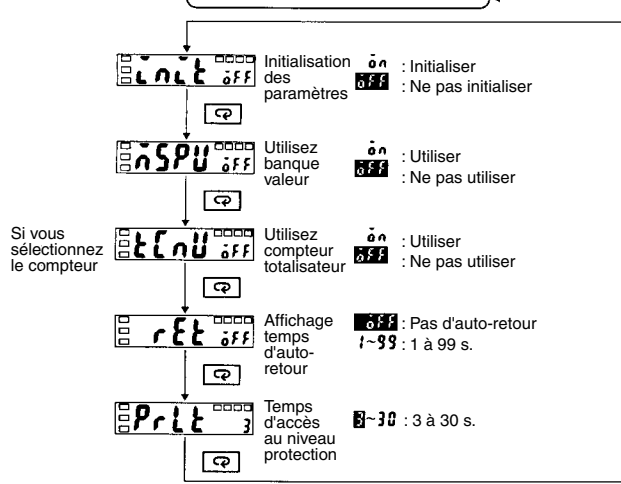 init off
Initialisation
des
paramètres
on : Initialiser
off : Ne pas initialiser
nSPU off
Utilisez
banque
valeur
on : Utiliser
off : Ne pas utiliser
Si vous
sélectionnez
le compteur
tCnU off
Utilisez
compteur
totalisateur
on : Utiliser
off : Ne pas utiliser
rEt off
Affichage
temps
d'auto-
retour
off : Pas d'auto-retour
1~99 : 1 à 99 s.
PrLt 3
Temps
d'accès
au niveau
protection
3~30 : 3 à 30 s.